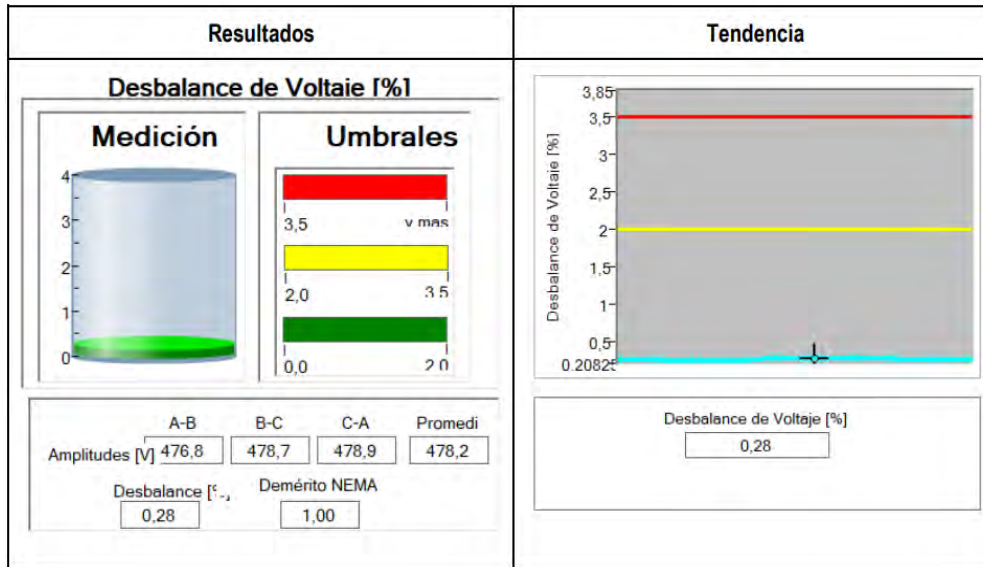 Resultados
Tendencia
Desbalance de Voltaje [%]
Medición
Umbrales
4
3
2
1
0
3,5 y mas
2,0 3,5
0,0 2,0
A-B B-C C-A Promedi
Amplitudes [V] 476,8 478,7 478,9 478,2
Desbalance [%] Demérito NEMA
0,28 1,00
Desbalance de Voltaje [%]
3,85
3,5
3
2,5
2
1,5
1
0,5
0.2082
Desbalance de Voltaje [%]
0,28